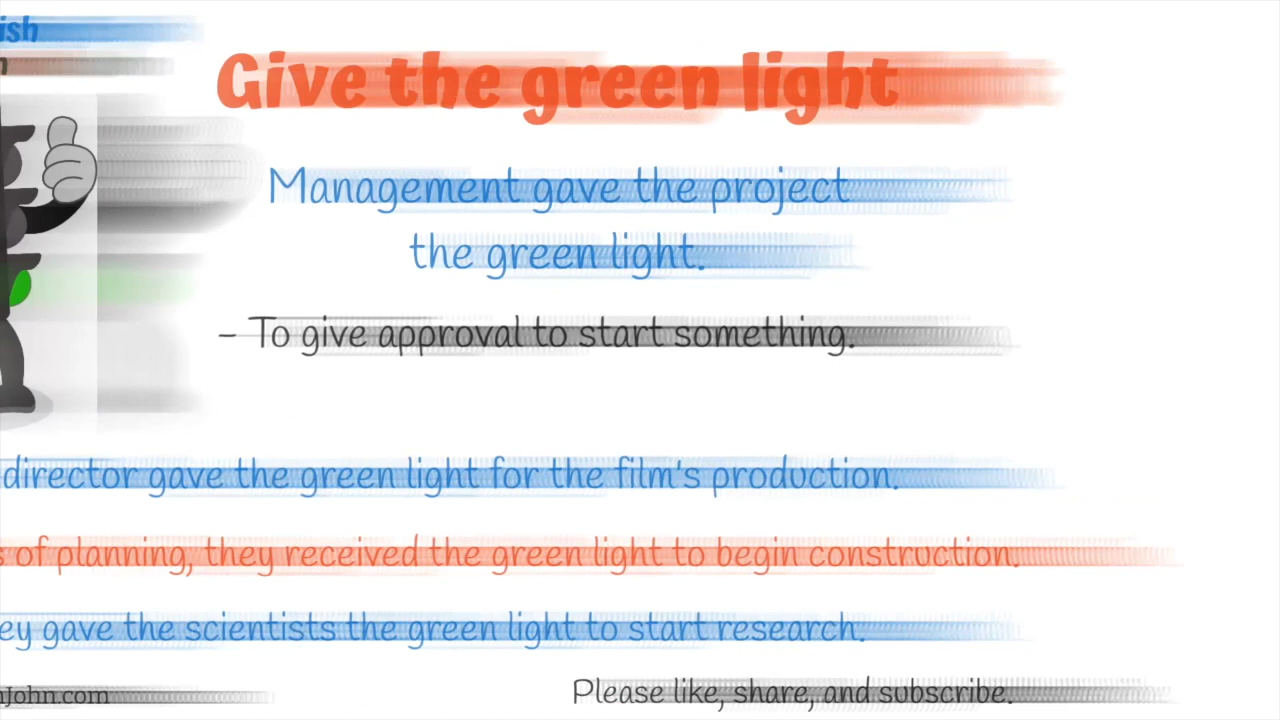 ish
Give the green light
Management gave the project
the green light.
- To give approval to start something.
director gave the green light for the film's production.
of planning, they received the green light to begin construction.
gave the scientists the green light to start research.
John.com
Please like, share, and subscribe.